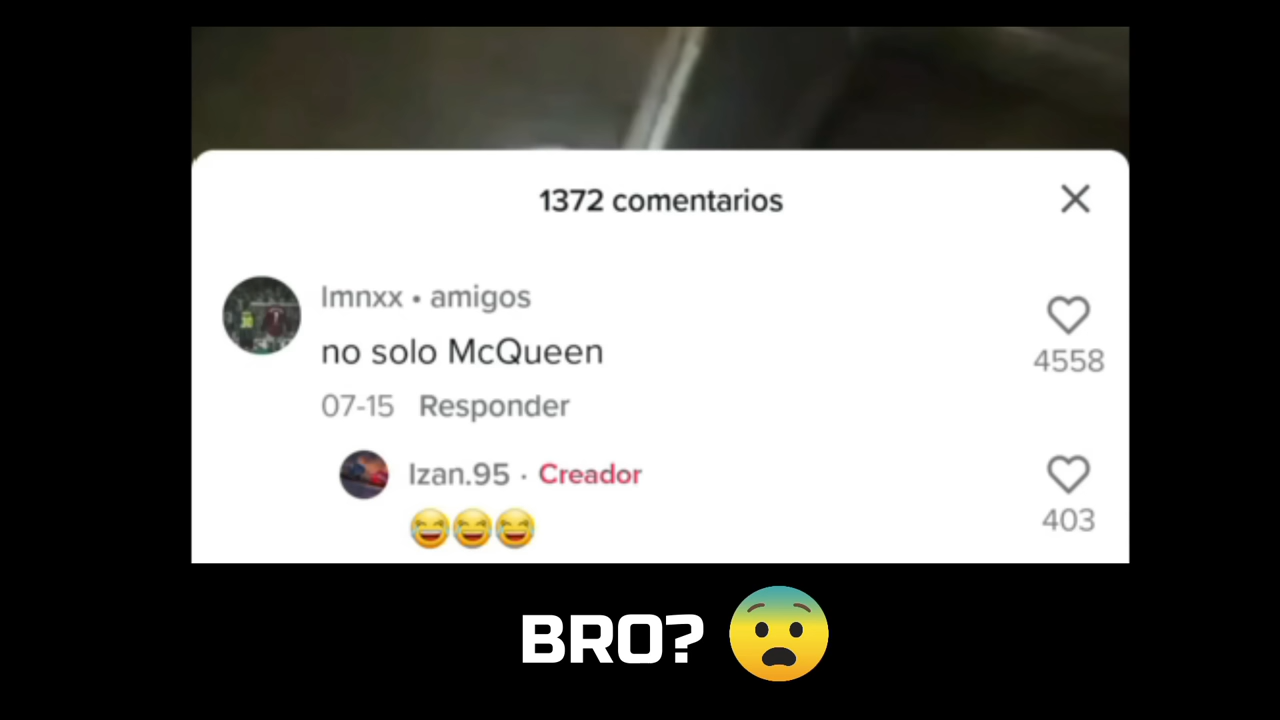 1372 comentarios
lmnxx • amigos
no solo McQueen
4558
07-15 Responder
Izan.95 · Creador
😂😂😂
403
BRO? 😨